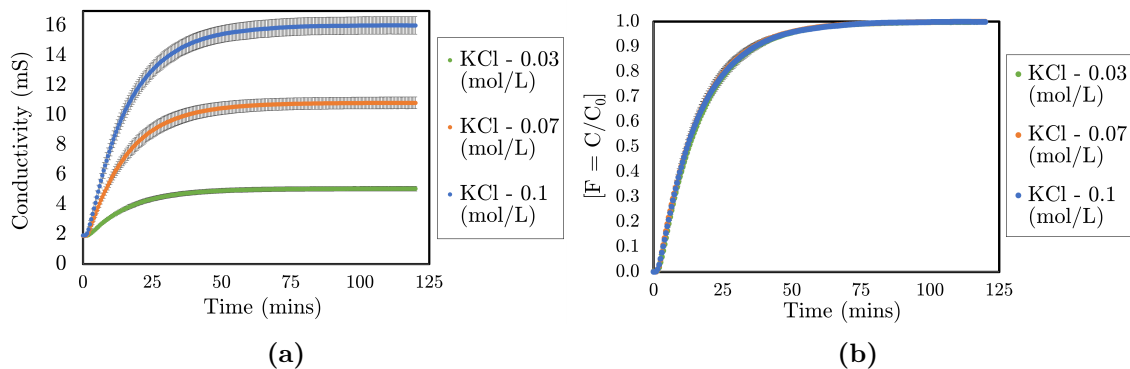 Conductivity (mS)
16
14
12
10
8
6
4
2
0
0 25 50 75 100 125
Time (mins)
KCl - 0.03
(mol/L)
KCl - 0.07
(mol/L)
KCl - 0.1
(mol/L)
(a)
[F = C/C₀]
1.0
0.9
0.8
0.7
0.6
0.5
0.4
0.3
0.2
0.1
0.0
0 25 50 75 100 125
Time (mins)
KCl - 0.03
(mol/L)
KCl - 0.07
(mol/L)
KCl - 0.1
(mol/L)
(b)